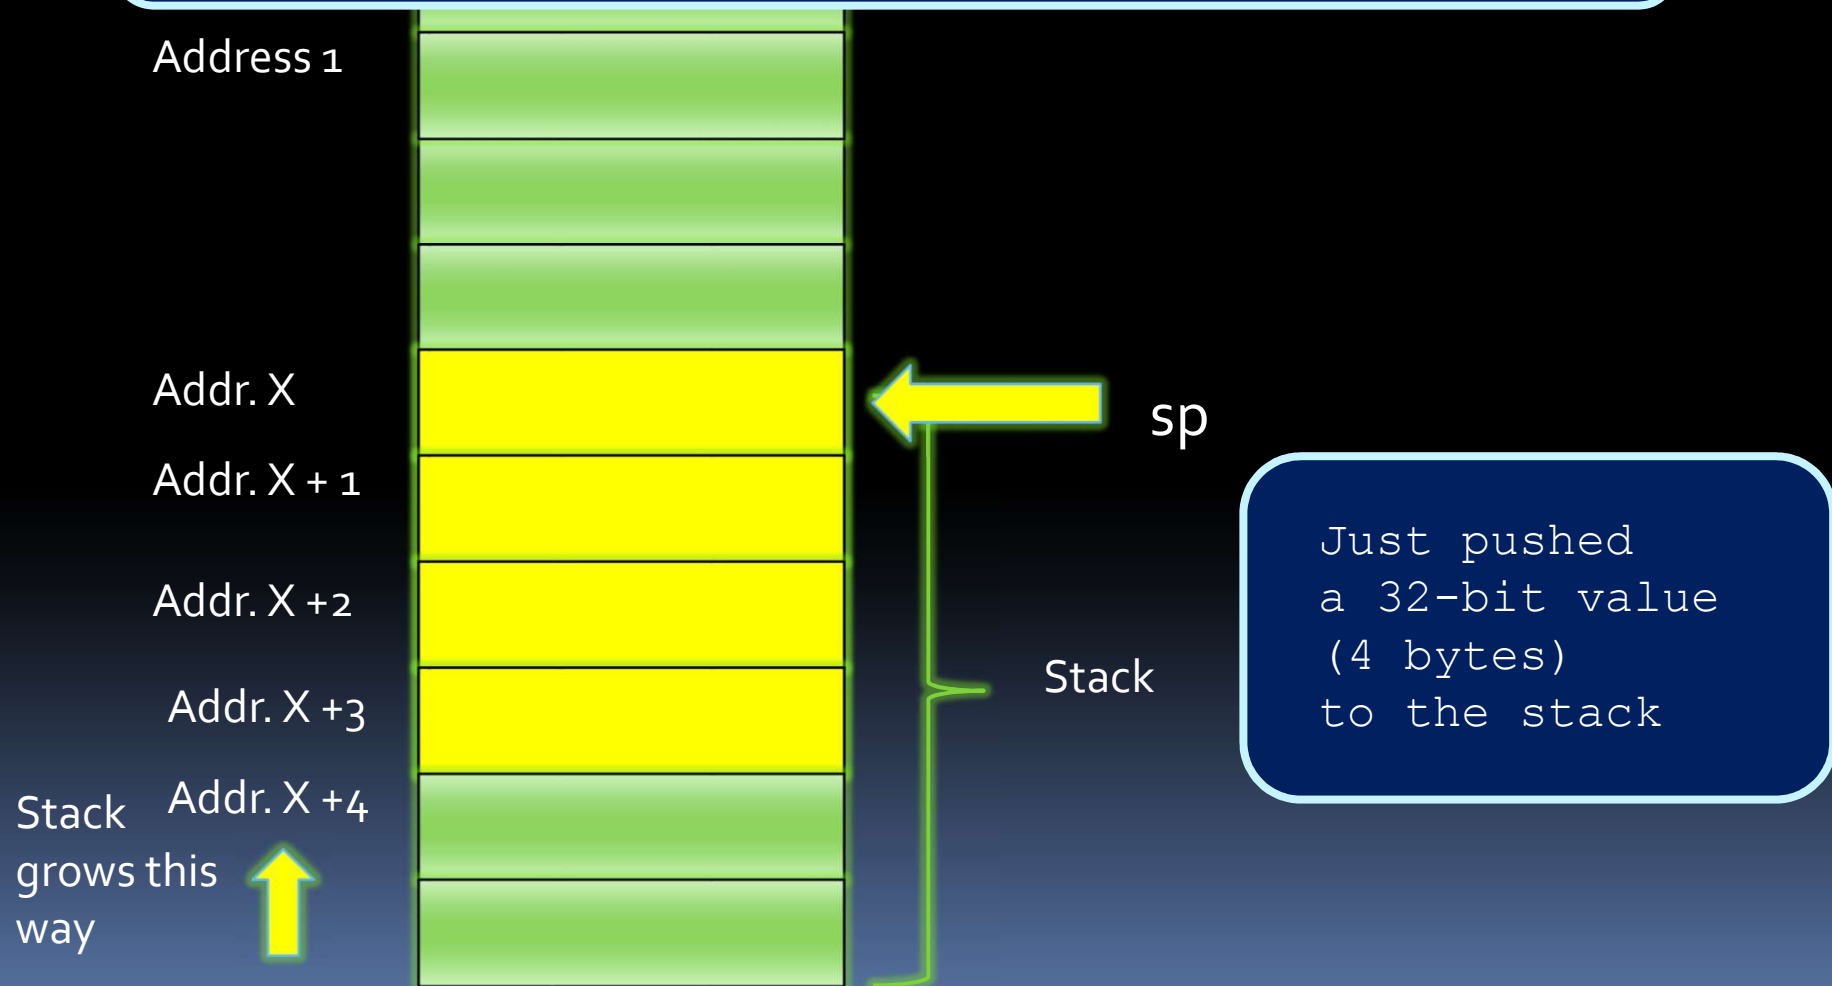 Address 1
Addr. X
sp
Addr. X + 1
Just pushed
a 32-bit value
(4 bytes)
to the stack
Addr. X +2
Stack
Addr. X +3
Addr. X +4
Stack
grows this
way